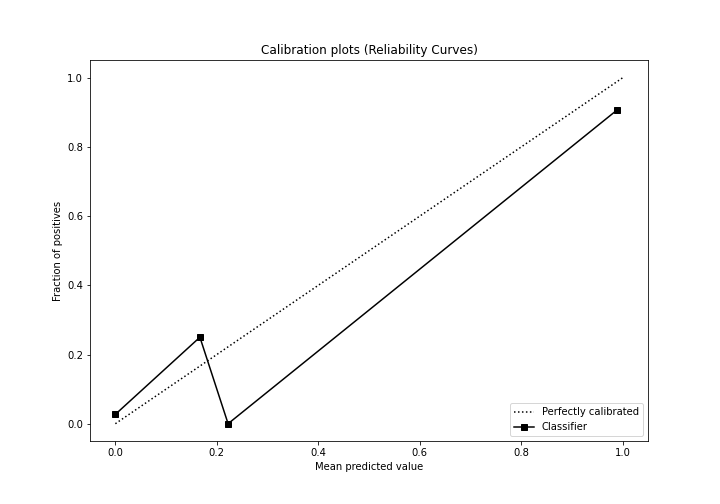 Calibration plots (Reliability Curves)
1.0
0.8
0.6
0.4
0.2
0.0
Fraction of positives
0.0 0.2 0.4 0.6 0.8 1.0
Mean predicted value
Perfectly calibrated
Classifier